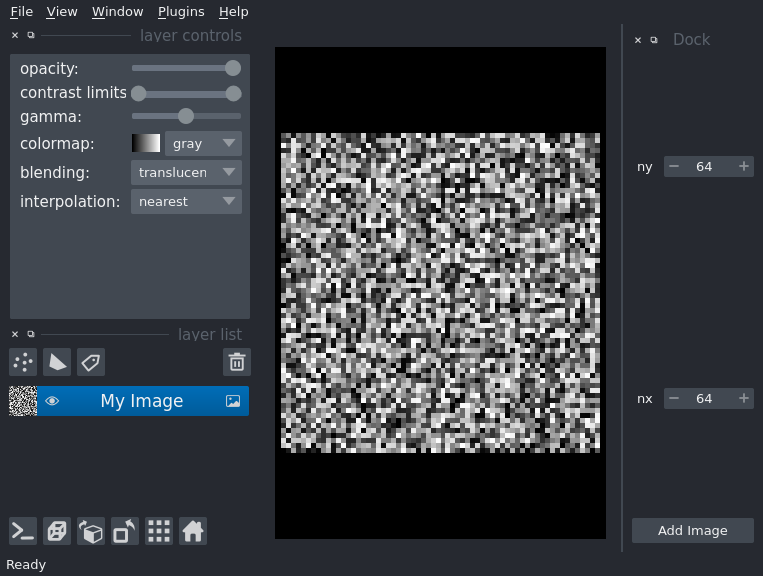 File View Window Plugins Help
layer controls
opacity:
contrast limits
gamma:
colormap: gray
blending: translucen
interpolation: nearest
layer list
My Image
Dock
ny 64
nx 64
Add Image
Ready